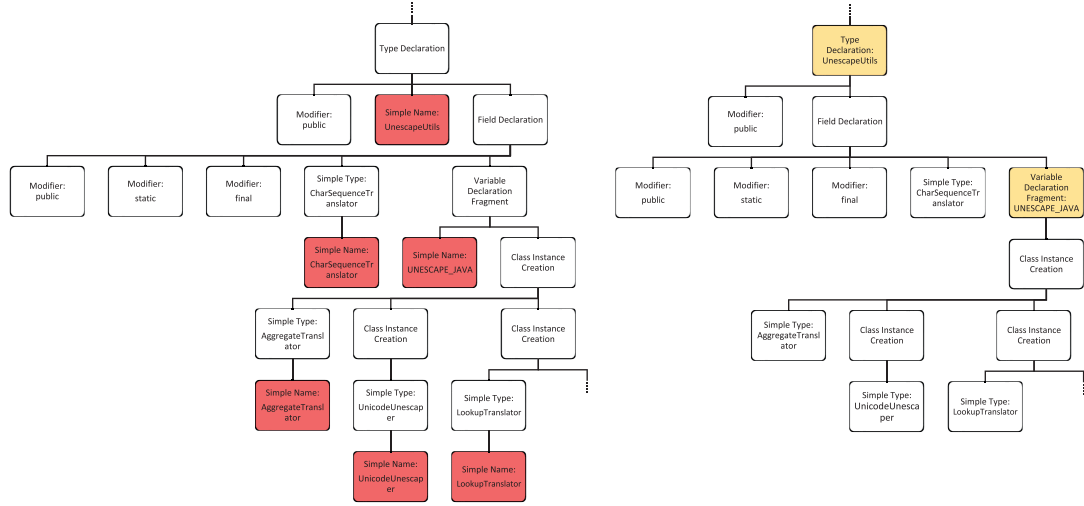 Type Declaration
Modifier:
public
Simple Name:
UnescapeUtils
Field Declaration
Modifier:
public
Modifier:
static
Modifier:
final
Simple Type:
CharSequenceTr
anslator
Variable
Declaration
Fragment
Simple Name:
CharSequenceTr
anslator
Simple Name:
UNESCAPE_JAVA
Class Instance
Creation
Simple Type:
AggregateTransl
ator
Class Instance
Creation
Class Instance
Creation
Simple Name:
AggregateTransl
ator
Simple Type:
UnicodeUnesca
per
Simple Type:
LookupTranslator
Simple Name:
UnicodeUnesca
per
Simple Name:
LookupTranslator
Type
Declaration:
UnescapeUtils
Modifier:
public
Field Declaration
Modifier:
public
Modifier:
static
Modifier:
final
Simple Type:
CharSequenceTr
anslator
Variable
Declaration
Fragment:
UNESCAPE_JAVA
Class Instance
Creation
Simple Type:
AggregateTransl
ator
Class Instance
Creation
Class Instance
Creation
Simple Type:
UnicodeUnesca
per
Simple Type:
LookupTranslator